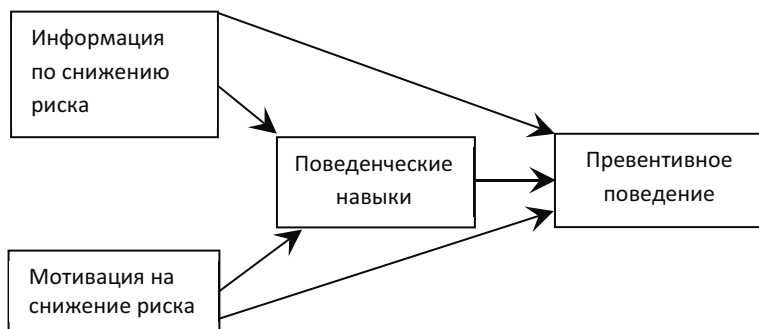 Информация
по снижению
риска
Поведенческие
навыки
Превентивное
поведение
Мотивация на
снижение риска